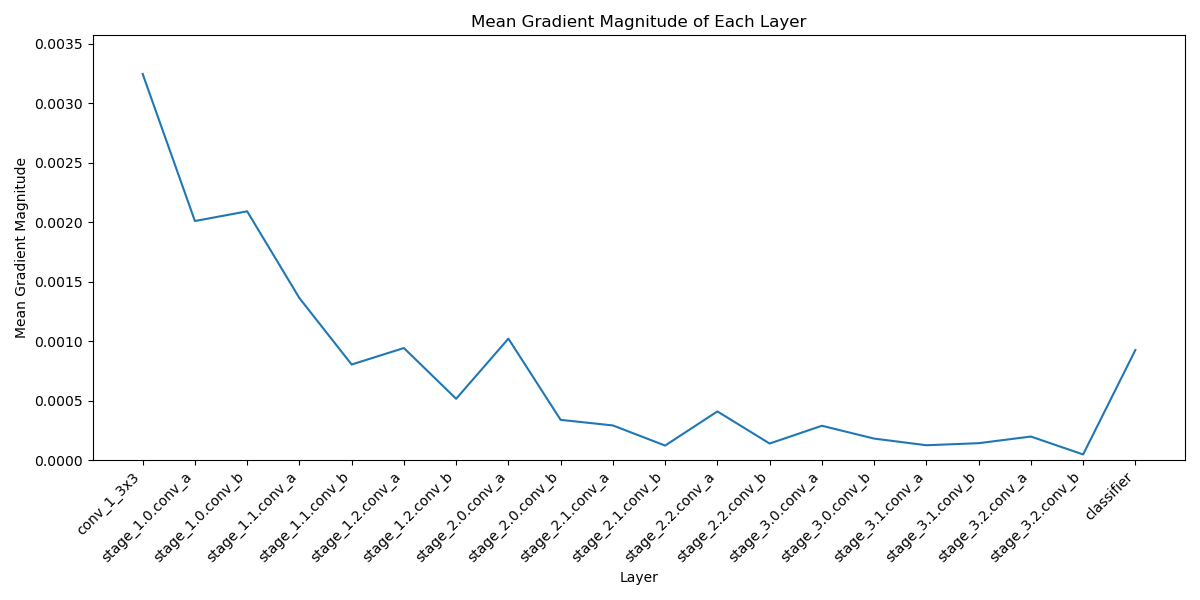 Mean Gradient Magnitude of Each Layer
Mean Gradient Magnitude
0.0035
0.0030
0.0025
0.0020
0.0015
0.0010
0.0005
0.0000
conv_1_3x3
stage_1.0.conv_a
stage_1.0.conv_b
stage_1.1.conv_a
stage_1.1.conv_b
stage_1.2.conv_a
stage_1.2.conv_b
stage_2.0.conv_a
stage_2.0.conv_b
stage_2.1.conv_a
stage_2.1.conv_b
stage_2.2.conv_a
stage_2.2.conv_b
stage_3.0.conv_a
stage_3.0.conv_b
stage_3.1.conv_a
stage_3.1.conv_b
stage_3.2.conv_a
stage_3.2.conv_b
classifier
Layer